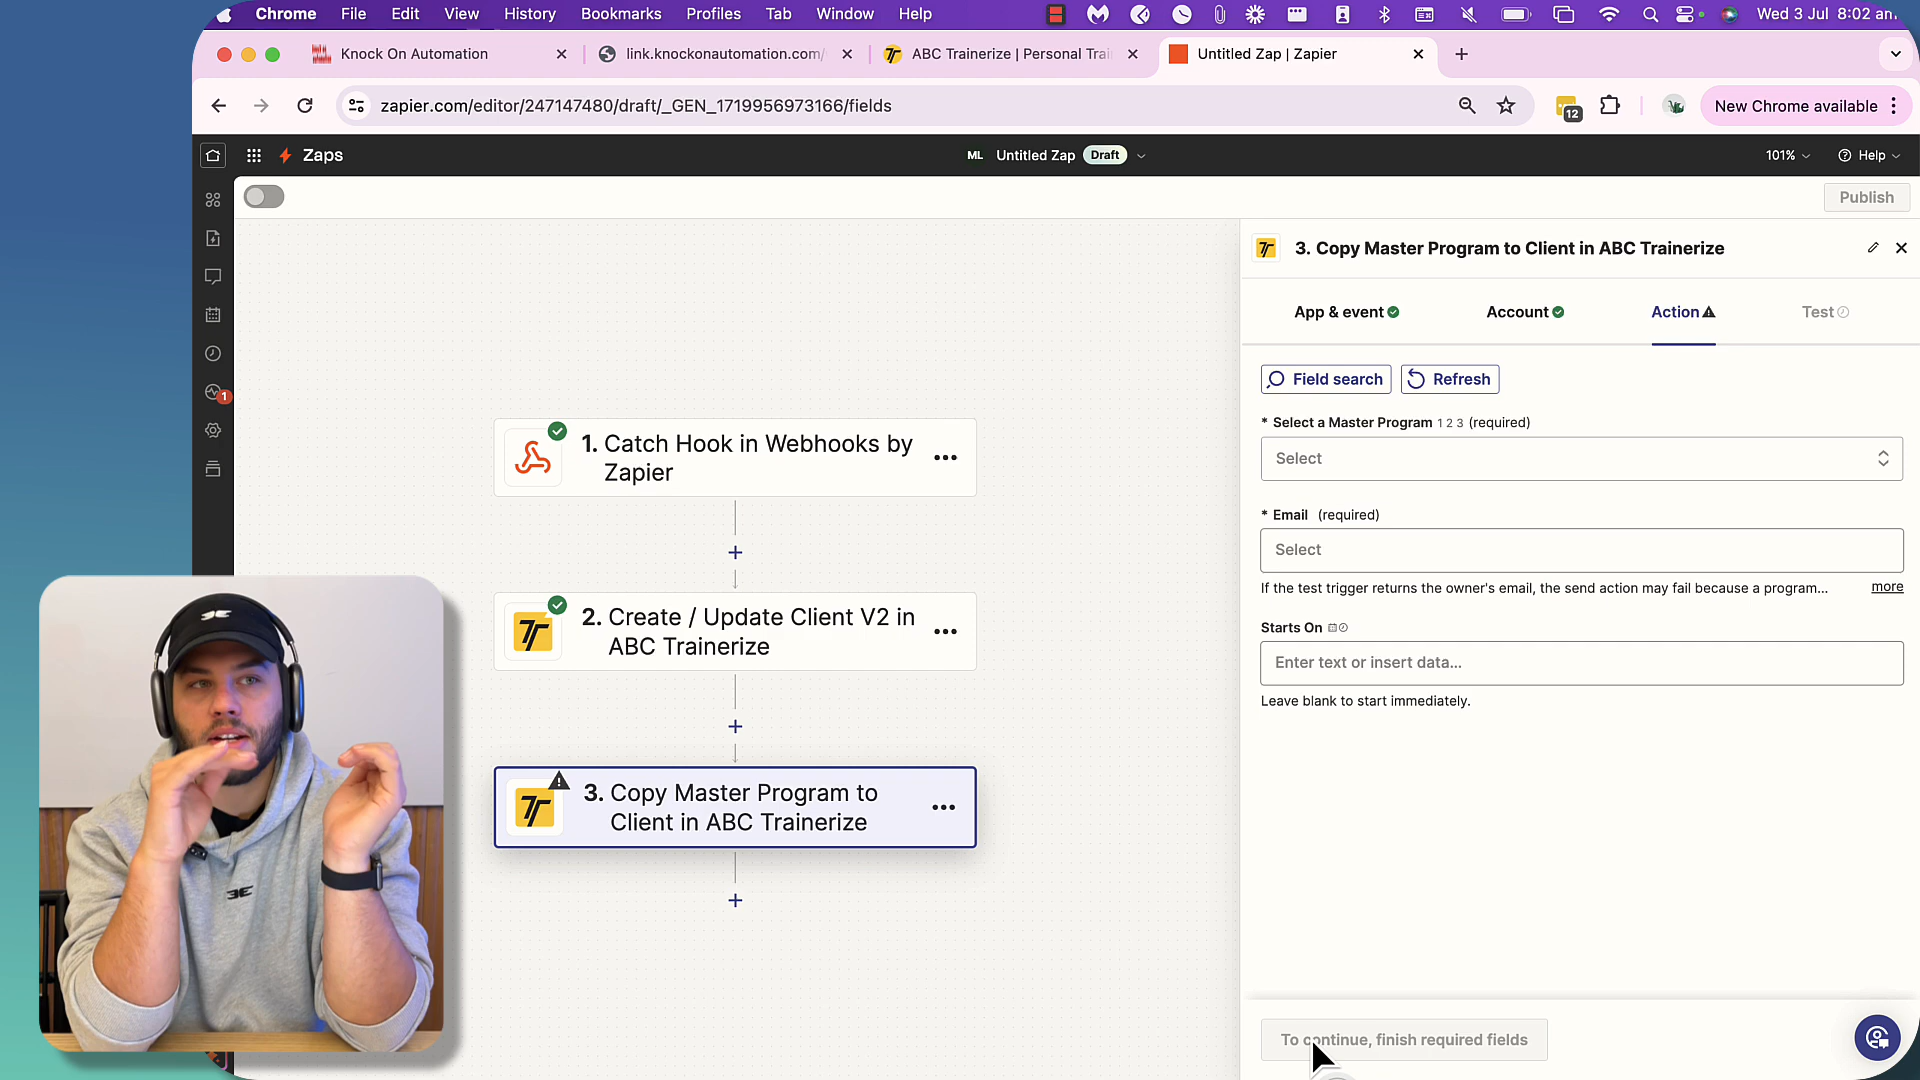 Chrome File Edit View History Bookmarks Profiles Tab Window Help
Wed 3 Jul 8:02 am
Knock On Automation
link.knockonautomation.com/
ABC Trainerize | Personal Trai
Untitled Zap | Zapier
zapier.com/editor/247147480/draft/_GEN_1719956973166/fields
12
New Chrome available
Zaps
ML Untitled Zap Draft
101%
Help
Publish
1
3. Copy Master Program to Client in ABC Trainerize
App & event
Account
Action
Test
Field search
Refresh
* Select a Master Program 1 2 3 (required)
Select
* Email (required)
Select
If the test trigger returns the owner's email, the send action may fail because a program...
more
Starts On
Enter text or insert data...
Leave blank to start immediately.
To continue, finish required fields
1. Catch Hook in Webhooks by
Zapier
2. Create / Update Client V2 in
ABC Trainerize
3. Copy Master Program to
Client in ABC Trainerize